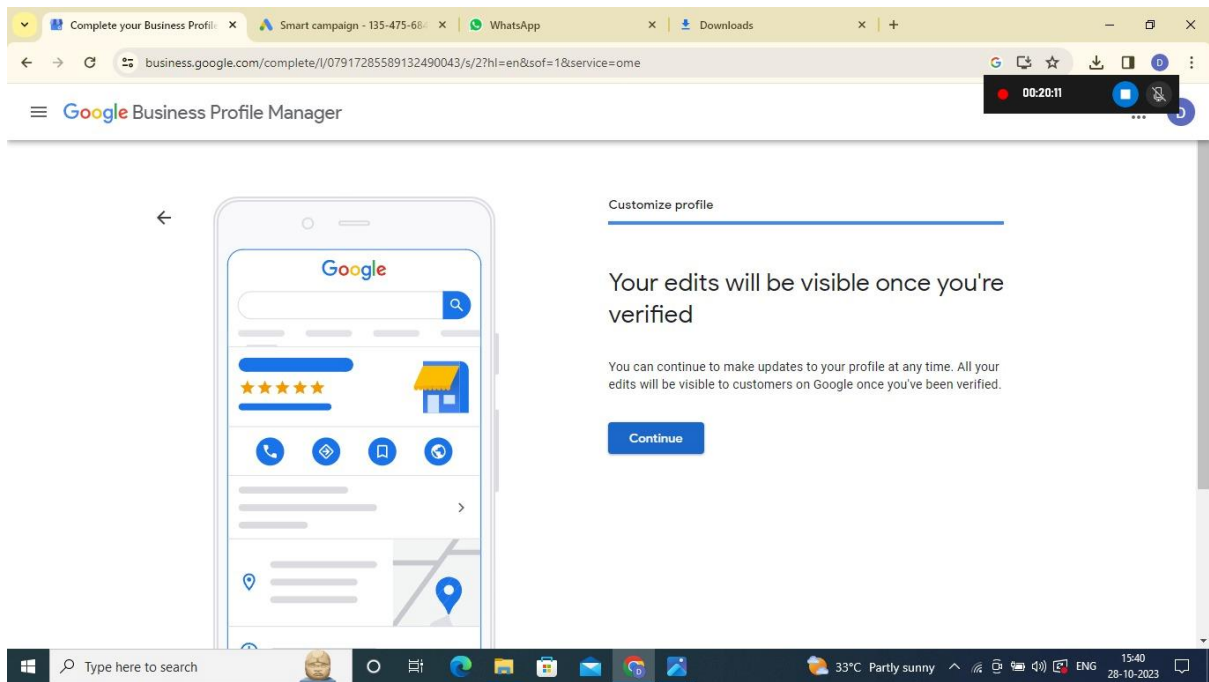 Complete your Business Profile
Smart campaign - 135-475-684
WhatsApp
Downloads
business.google.com/complete/l/07917285589132490043/s/2?hl=en&sof=1&service=ome
G
D
00:20:11
Google Business Profile Manager
D
Customize profile
Google
Your edits will be visible once you're
verified
You can continue to make updates to your profile at any time. All your
edits will be visible to customers on Google once you've been verified.
Continue
Type here to search
33°C Partly sunny
ENG
15:40
28-10-2023